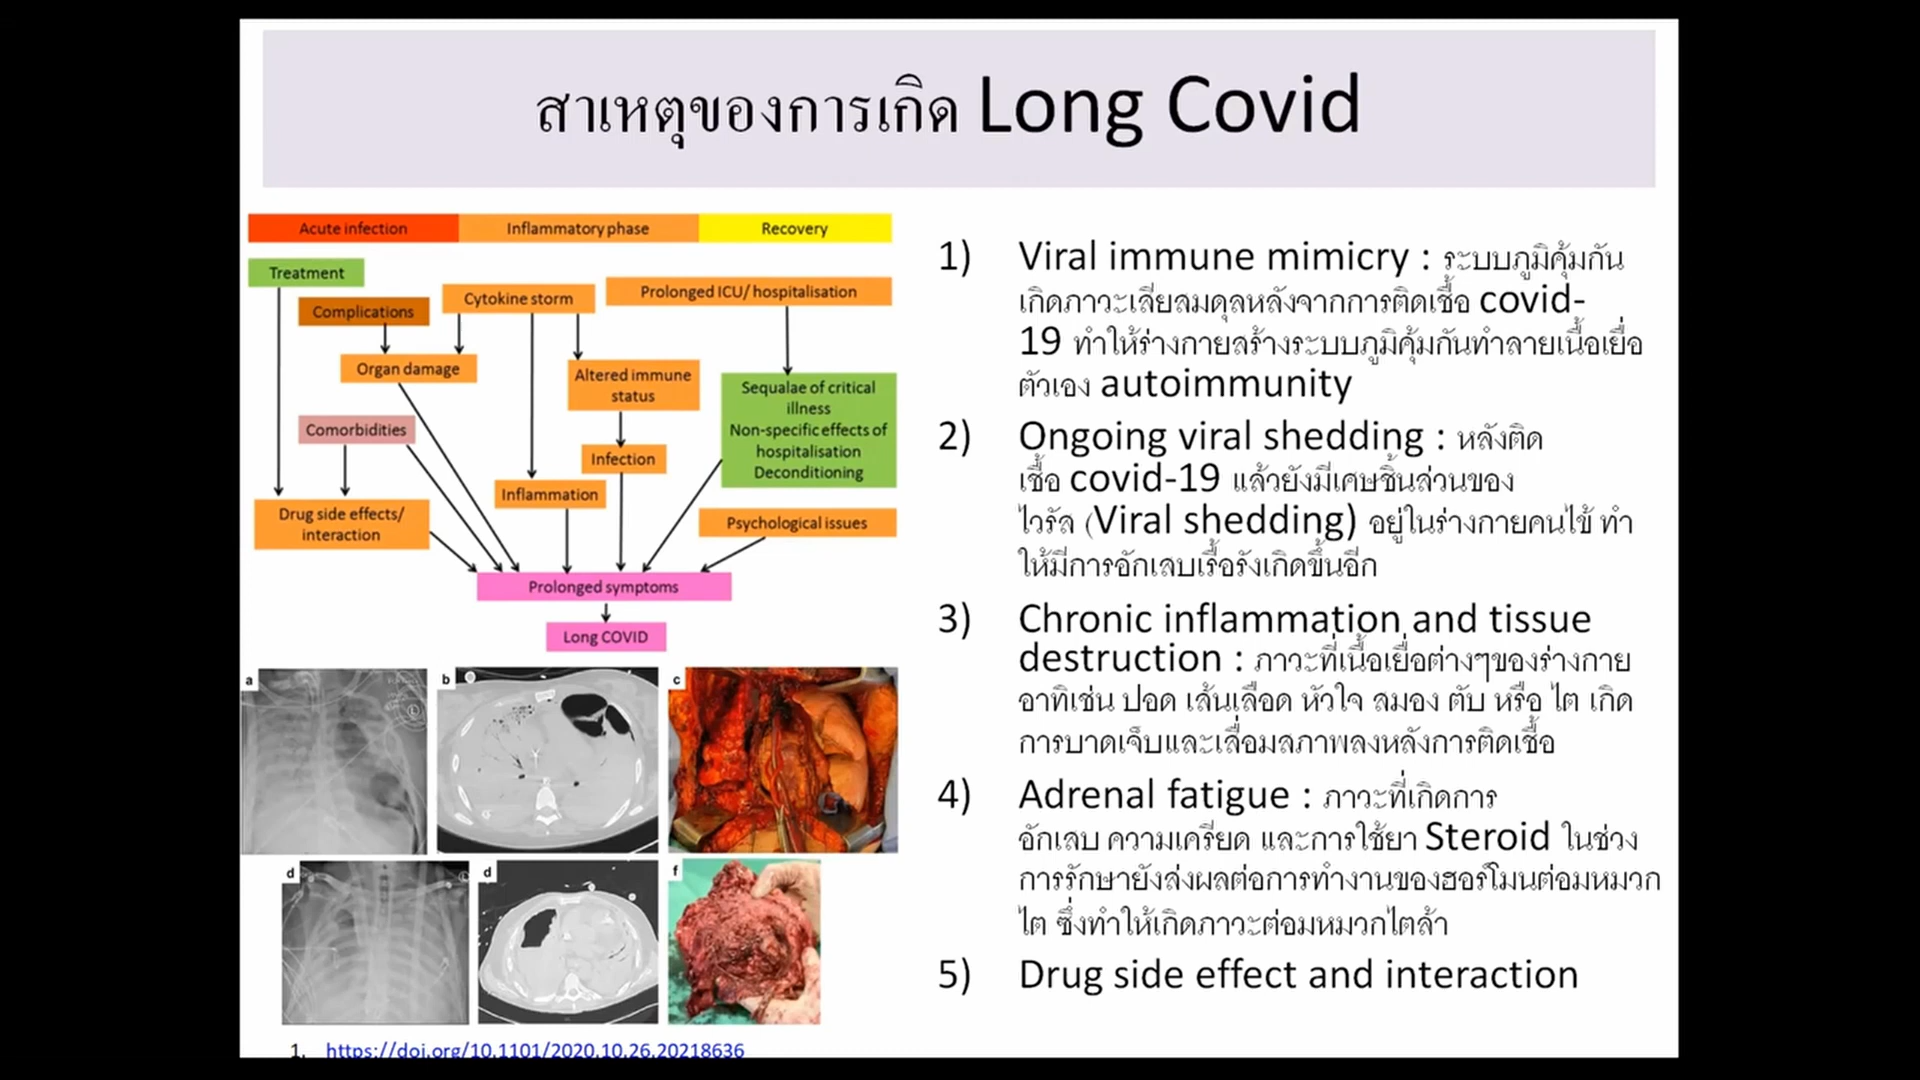 สาเหตุของการเกิด Long Covid
Acute infection
Inflammatory phase
Recovery
Treatment
Complications
Cytokine storm
Prolonged ICU/ hospitalisation
Organ damage
Altered immune
status
Sequalae of critical
illness
Non-specific effects of
hospitalisation
Deconditioning
Comorbidities
Infection
Inflammation
Drug side effects/
interaction
Psychological issues
Prolonged symptoms
Long COVID
a
b
c
d
d
f
1. https://doi.org/10.1101/2020.10.26.20218636
1) Viral immune mimicry : ระบบภูมิคุ้มกัน
เกิดภาวะเสียสมดุลหลังจากการติดเชื้อ covid-
19 ทำให้ร่างกายสร้างระบบภูมิคุ้มกันทำลายเนื้อเยื่อ
ตัวเอง autoimmunity
2) Ongoing viral shedding : หลังติด
เชื้อ covid-19 แล้วยังมีเศษชิ้นส่วนของ
ไวรัส (Viral shedding) อยู่ในร่างกายคนไข้ ทำ
ให้มีการอักเสบเรื้อรังเกิดขึ้นอีก
3) Chronic inflammation and tissue
destruction : ภาวะที่เนื้อเยื่อต่างๆของร่างกาย
อาทิเช่น ปอด เส้นเลือด หัวใจ สมอง ตับ หรือ ไต เกิด
การบาดเจ็บและเสื่อมสภาพลงหลังการติดเชื้อ
4) Adrenal fatigue : ภาวะที่เกิดการ
อักเสบ ความเครียด และการใช้ยา Steroid ในช่วง
การรักษายังส่งผลต่อการทำงานของฮอร์โมนต่อมหมวก
ไต ซึ่งทำให้เกิดภาวะต่อมหมวกไตล้า
5) Drug side effect and interaction